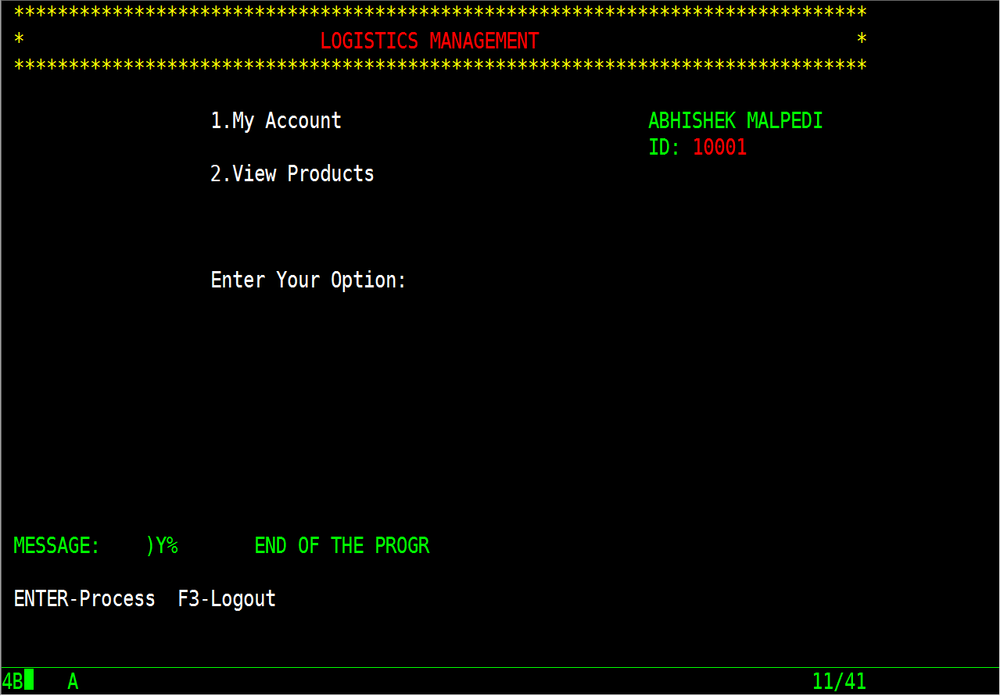 ******************************************************************************
* LOGISTICS MANAGEMENT *
******************************************************************************
1.My Account ABHISHEK MALPEDI
ID: 10001
2.View Products
Enter Your Option:
MESSAGE: )Y% END OF THE PROGR
ENTER-Process F3-Logout
4B A 11/41